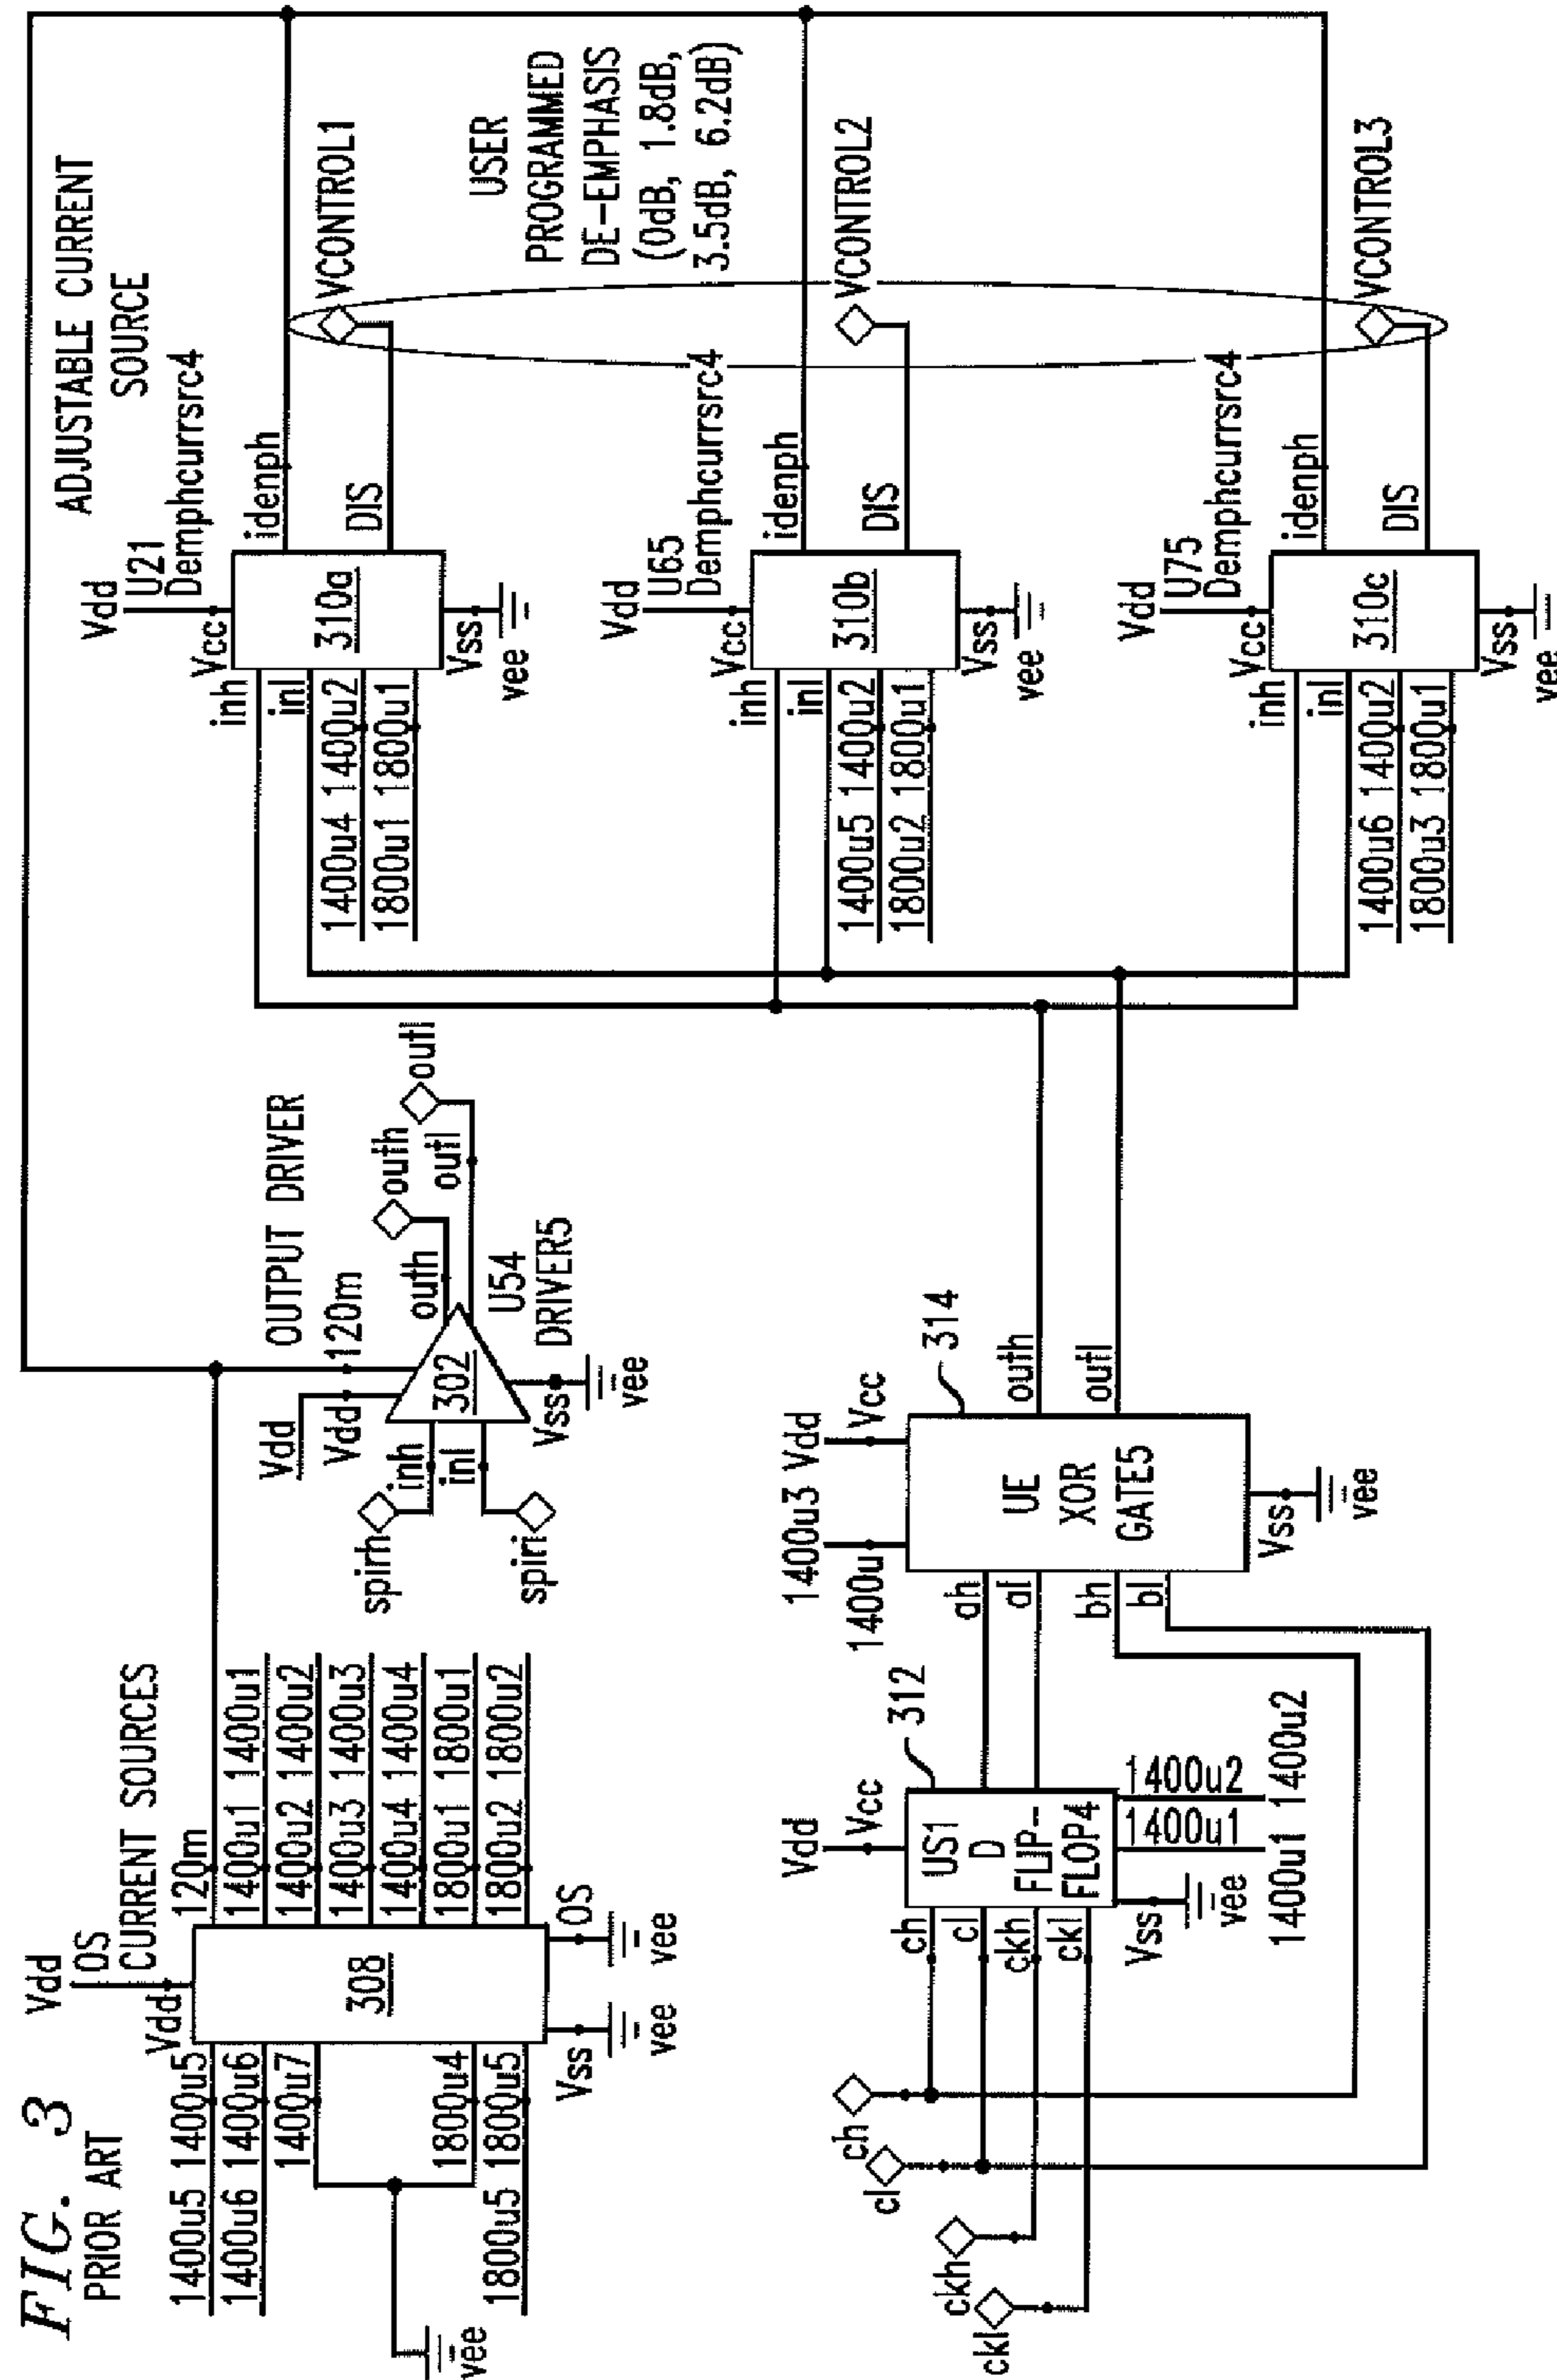 FIG. 3
PRIOR ART
Vdd
OS
CURRENT SOURCES
Vdd
308
1400u5 1400u5
1400u6 1400u6
1400u7
1800u4
1800u5 1800u5
vee
Vss
vee
OS
vee
120m
1400u1 1400u1
1400u2 1400u2
1400u3 1400u3
1400u4 1400u4
1800u1 1800u1
1800u2 1800u2
OUTPUT DRIVER
Vdd
Vdd
120m
302
spirh
inh
inl
spirl
Vss
vee
U54
DRIVER5
outh
outh
outl
outl
ADJUSTABLE CURRENT
SOURCE
Vdd
U21
Demphcurrsrc4
Vcc
inh
inl
1400u4 1400u2
1800u1 1800u1
310a
Vss
vee
idenph
DIS
VCONTROL1
USER
PROGRAMMED
DE-EMPHASIS
(0dB, 1.8dB,
3.5dB, 6.2dB)
Vdd
U65
Demphcurrsrc4
Vcc
inh
inl
1400u5 1400u2
1800u2 1800u1
310b
Vss
vee
idenph
DIS
VCONTROL2
Vdd
U75
Demphcurrsrc4
Vcc
inh
inl
1400u6 1400u2
1800u3 1800u1
310c
Vss
vee
idenph
DIS
VCONTROL3
ch
cl
ckh
ckl
ch
cl
ckh
ckl
Vdd
Vcc
312
US1
D
FLIP-
FLOP4
Vss
vee
1400u1
1400u2
1400u1 1400u2
1400u3 Vdd
1400u
Vcc
314
ah
al
bh
bl
UE
XOR
GATE5
Vss
vee
outh
outl